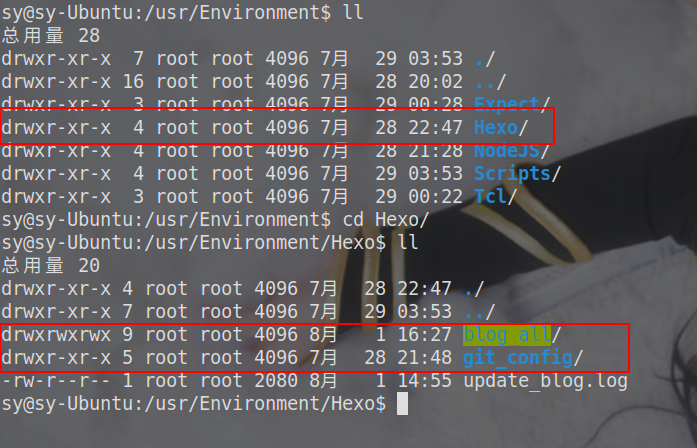 sy@sy-Ubuntu:/usr/Environment$ ll
总用量 28
drwxr-xr-x  7 root root 4096 7月  29 03:53 ./
drwxr-xr-x 16 root root 4096 7月  28 20:02 ../
drwxr-xr-x  3 root root 4096 7月  29 00:28 Expect/
drwxr-xr-x  4 root root 4096 7月  28 22:47 Hexo/
drwxr-xr-x  4 root root 4096 7月  28 21:28 NodeJS/
drwxr-xr-x  4 root root 4096 7月  29 03:53 Scripts/
drwxr-xr-x  3 root root 4096 7月  29 00:22 Tcl/
sy@sy-Ubuntu:/usr/Environment$ cd Hexo/
sy@sy-Ubuntu:/usr/Environment/Hexo$ ll
总用量 20
drwxr-xr-x 4 root root 4096 7月  28 22:47 ./
drwxr-xr-x 7 root root 4096 7月  29 03:53 ../
drwxrwxrwx 9 root root 4096 8月   1 16:27 blog_all/
drwxr-xr-x 5 root root 4096 7月  28 21:48 git_config/
-rw-r--r-- 1 root root 2080 8月   1 14:55 update_blog.log
sy@sy-Ubuntu:/usr/Environment/Hexo$